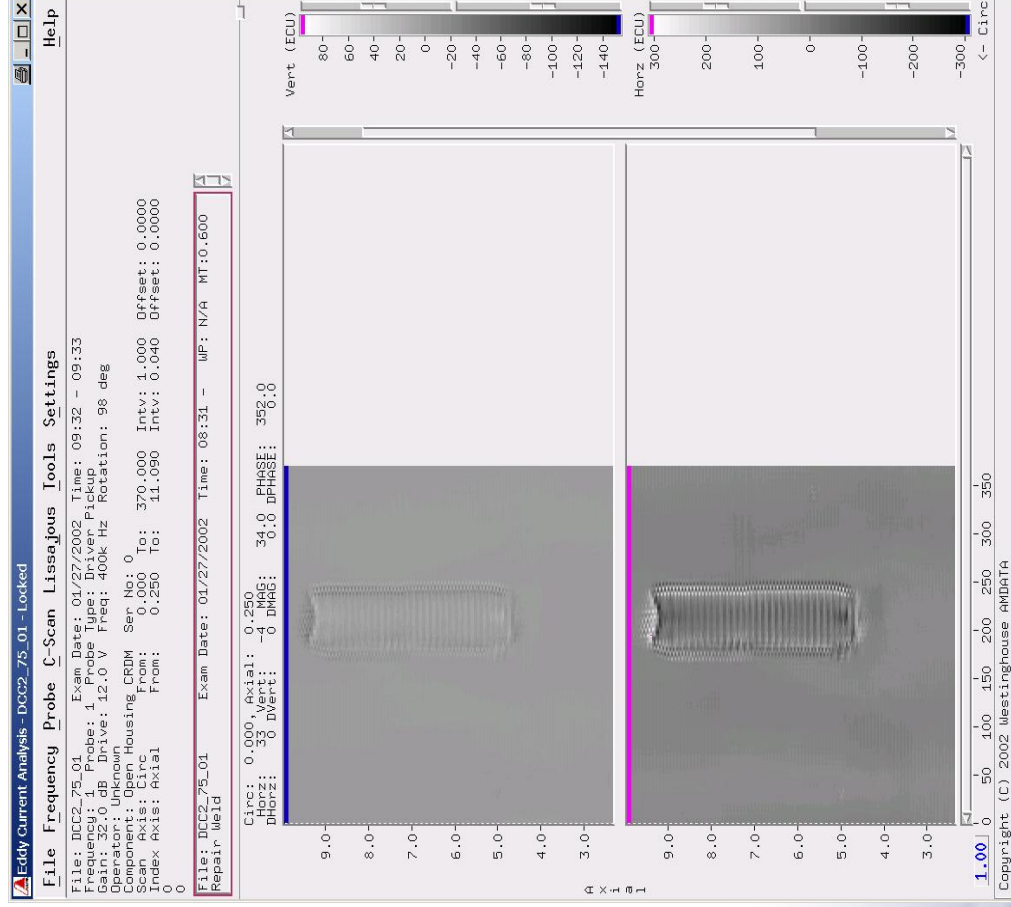 Eddy Current Analysis - DCC2_75_01 - Locked
File Frequency Probe C-Scan Lissajous Tools Settings Help
File: DCC2_75_01 Exam Date: 01/27/2002 Time: 09:32 - 09:33
Frequency: 1 Probe: 1 Probe Type: Driver Pickup
Gain: 32.0 dB Drive: 12.0 V Freq: 400k Hz Rotation: 98 deg
Operator: Unknown
Component: Open Housing CRDM Ser No: 0
Scan Axis: Circ From: 0.000 To: 370.000 Intv: 1.000 Offset: 0.0000
Index Axis: Axial From: 0.250 To: 11.090 Intv: 0.040 Offset: 0.0000
0
0
File: DCC2_75_01 Exam Date: 01/27/2002 Time: 08:31 - WP: N/A MT:0.600
Repair Weld
Circ: 0.000, Axial: 0.250
Horz: 33 Vert: -4 MAG: 34.0 PHASE: 352.0
DHorz: 0 DVert: 0 DMAG: 0.0 DPHASE: 0.0
Vert (ECU)
80
60
40
20
0
-20
-40
-60
-80
-100
-120
-140
9.0
8.0
7.0
6.0
5.0
4.0
3.0
Axial
Horz (ECU)
300
200
100
0
-100
-200
-300
9.0
8.0
7.0
6.0
5.0
4.0
3.0
0 50 100 150 200 250 300 350
1.00
<- Circ
Copyright (C) 2002 Westinghouse AMDATA